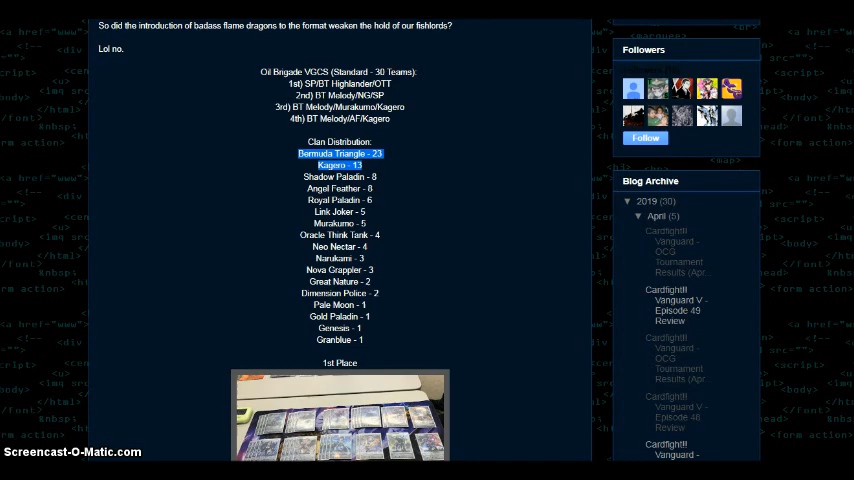 So did the introduction of badass flame dragons to the format weaken the hold of our fishlords?
Lol no.
Oil Brigade VGCS (Standard - 30 Teams):
1st) SP/BT Highlander/OTT
2nd) BT Melody/NG/SP
3rd) BT Melody/Murakumo/Kagero
4th) BT Melody/AF/Kagero
Clan Distribution:
Bermuda Triangle - 23
Kagero - 13
Shadow Paladin - 8
Angel Feather - 8
Royal Paladin - 6
Link Joker - 5
Murakumo - 5
Oracle Think Tank - 4
Neo Nectar - 4
Narukami - 3
Nova Grappler - 3
Great Nature - 2
Dimension Police - 2
Pale Moon - 1
Gold Paladin - 1
Genesis - 1
Granblue - 1
1st Place
Followers
Follow
Blog Archive
▼ 2019 (30)
▼ April (5)
Cardfight!!
Vanguard -
OCG
Tournament
Results (Apr...
Cardfight!!
Vanguard V -
Episode 49
Review
Cardfight!!
Vanguard -
OCG
Tournament
Results (Apr...
Cardfight!!
Vanguard V -
Episode 48
Review
Cardfight!!
Vanguard -
Screencast-O-Matic.com